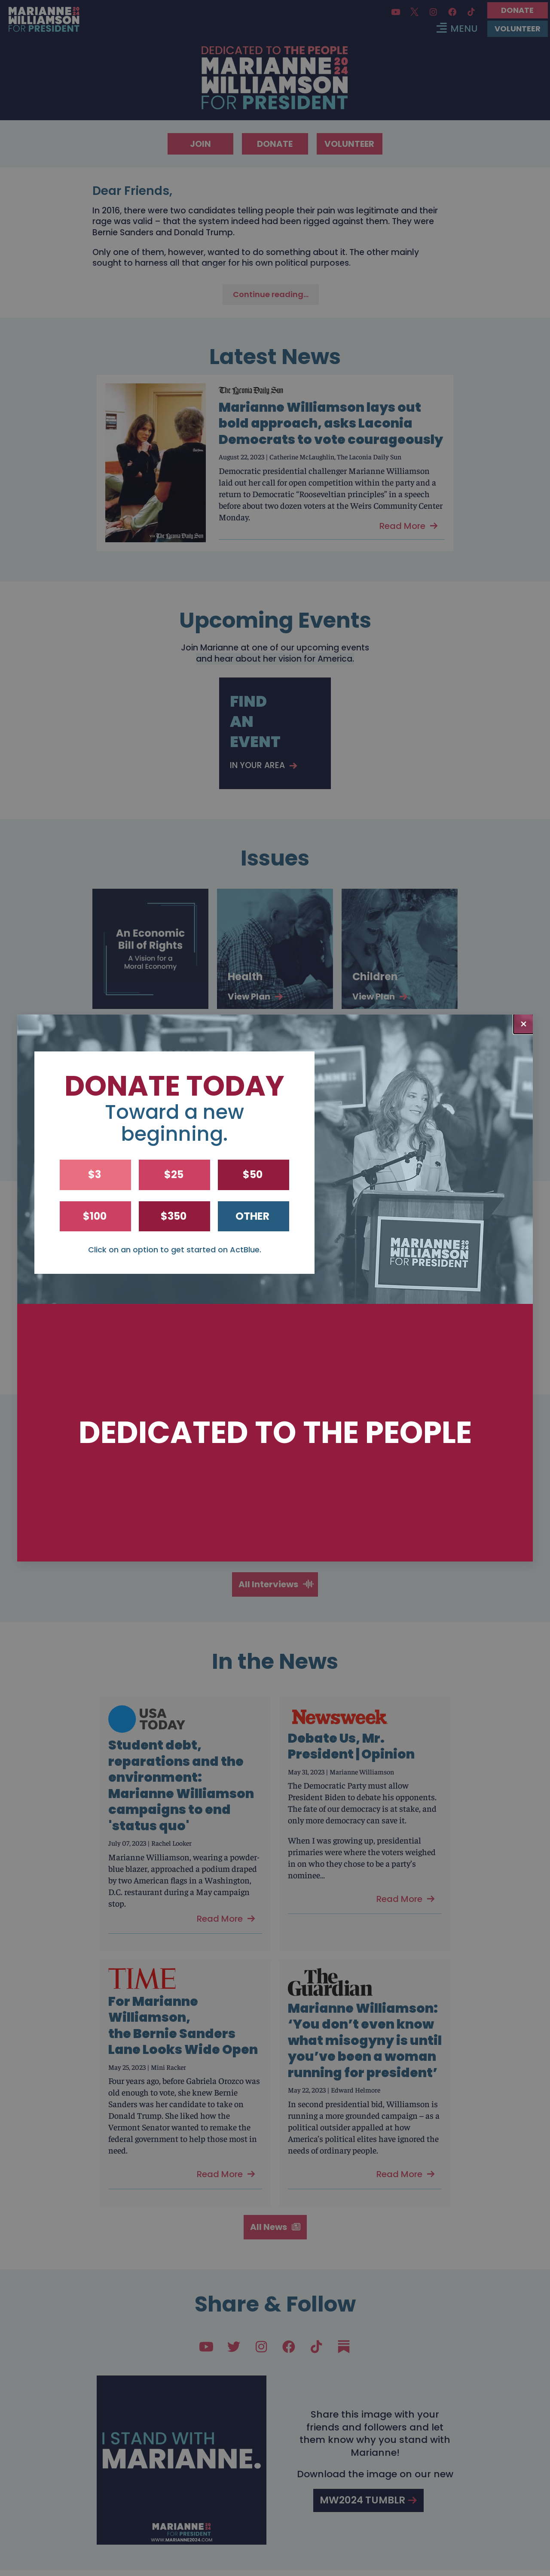 MARIANNE
WILLIAMSON
FOR PRESIDENT
DONATE
MENU
VOLUNTEER
DEDICATED TO THE PEOPLE
MARIANNE 2024
WILLIAMSON
FOR PRESIDENT
JOIN
DONATE
VOLUNTEER
Dear Friends,
In 2016, there were two candidates telling people their pain was legitimate and their
rage was valid – that the system indeed had been rigged against them. They were
Bernie Sanders and Donald Trump.
Only one of them, however, wanted to do something about it. The other mainly
sought to harness all that anger for his own political purposes.
Continue reading...
Latest News
The Laconia Daily Sun
Marianne Williamson lays out
bold approach, asks Laconia
Democrats to vote courageously
August 22, 2023 | Catherine McLaughlin, The Laconia Daily Sun
Democratic presidential challenger Marianne Williamson
laid out her call for open competition within the party and a
return to Democratic “Rooseveltian principles” in a speech
before about two dozen voters at the Weirs Community Center
Monday.
The Laconia Daily Sun
Read More
Upcoming Events
Join Marianne at one of our upcoming events
and hear about her vision for America.
FIND
AN
EVENT
IN YOUR AREA
Issues
An Economic
Bill of Rights
A Vision for a
Moral Economy
Health
View Plan
Children
View Plan
×
DONATE TODAY
Toward a new
beginning.
$3
$25
$50
$100
$350
OTHER
Click on an option to get started on ActBlue.
MARIANNE 2024
WILLIAMSON
FOR PRESIDENT
DEDICATED TO THE PEOPLE
All Interviews
In the News
USA
TODAY
Student debt,
reparations and the
environment:
Marianne Williamson
campaigns to end
'status quo'
July 07, 2023 | Rachel Looker
Marianne Williamson, wearing a powder-
blue blazer, approached a podium draped
by two American flags in a Washington,
D.C. restaurant during a May campaign
stop.
Read More
Newsweek
Debate Us, Mr.
President | Opinion
May 31, 2023 | Marianne Williamson
The Democratic Party must allow
President Biden to debate his opponents.
The fate of our democracy is at stake, and
only more democracy can save it.
When I was growing up, presidential
primaries were where the voters weighed
in on who they chose to be a party's
nominee...
Read More
TIME
For Marianne
Williamson,
the Bernie Sanders
Lane Looks Wide Open
May 25, 2023 | Mini Racker
Four years ago, before Gabriela Orozco was
old enough to vote, she knew Bernie
Sanders was her candidate to take on
Donald Trump. She liked how the
Vermont Senator wanted to remake the
federal government to help those most in
need.
Read More
The
Guardian
Marianne Williamson:
‘You don’t even know
what misogyny is until
you’ve been a woman
running for president’
May 22, 2023 | Edward Helmore
In second presidential bid, Williamson is
running a more grounded campaign – as a
political outsider appalled at how
America’s political elites have ignored the
needs of ordinary people.
Read More
All News
Share & Follow
I STAND WITH
MARIANNE.
MARIANNE
WILLIAMSON
FOR PRESIDENT
WWW.MARIANNE2024.COM
Share this image with your
friends and followers and let
them know why you stand with
Marianne!
Download the image on our new
MW2024 TUMBLR